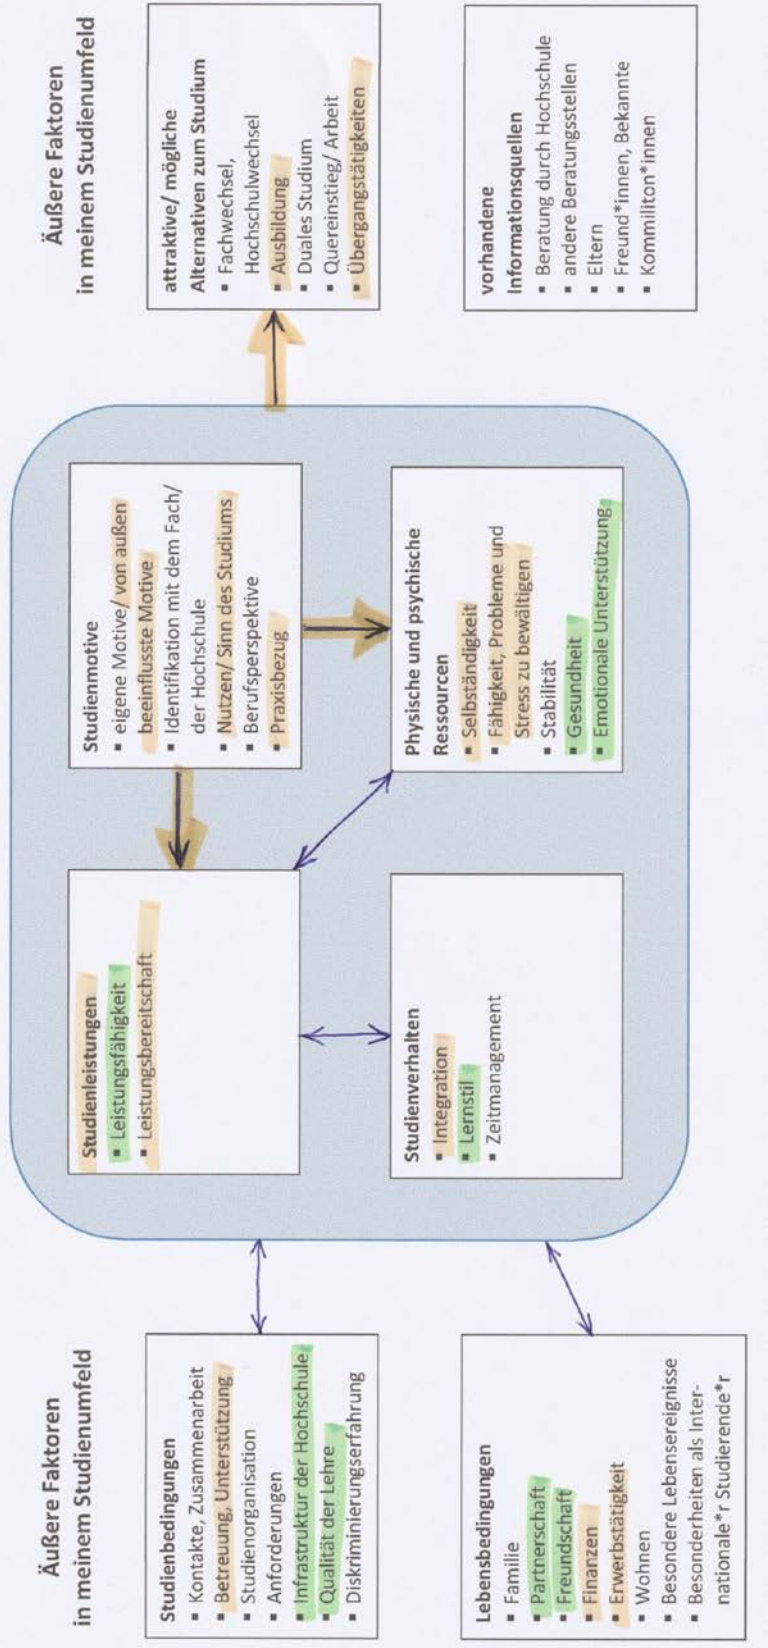 Äußere Faktoren
in meinem Studienumfeld
Studienbedingungen
▪ Kontakte, Zusammenarbeit
▪ Betreuung, Unterstützung
▪ Studienorganisation
▪ Anforderungen
▪ Infrastruktur der Hochschule
▪ Qualität der Lehre
▪ Diskriminierungserfahrung
Lebensbedingungen
▪ Familie
▪ Partnerschaft
▪ Freundschaft
▪ Finanzen
▪ Erwerbstätigkeit
▪ Wohnen
▪ Besondere Lebensereignisse
▪ Besonderheiten als Inter-
nationale*r Studierende*r
Studienleistungen
▪ Leistungsfähigkeit
▪ Leistungsbereitschaft
Studienverhalten
▪ Integration
▪ Lernstil
▪ Zeitmanagement
Studienmotive
▪ eigene Motive/ von außen
beeinflusste Motive
▪ Identifikation mit dem Fach/
der Hochschule
▪ Nutzen/ Sinn des Studiums
▪ Berufsperspektive
▪ Praxisbezug
Physische und psychische
Ressourcen
▪ Selbständigkeit
▪ Fähigkeit, Probleme und
Stress zu bewältigen
▪ Stabilität
▪ Gesundheit
▪ Emotionale Unterstützung
Äußere Faktoren
in meinem Studienumfeld
attraktive/ mögliche
Alternativen zum Studium
▪ Fachwechsel,
Hochschulwechsel
▪ Ausbildung
▪ Duales Studium
▪ Quereinstieg/ Arbeit
▪ Übergangstätigkeiten
vorhandene
Informationsquellen
▪ Beratung durch Hochschule
▪ andere Beratungsstellen
▪ Eltern
▪ Freund*innen, Bekannte
▪ Kommiliton*innen